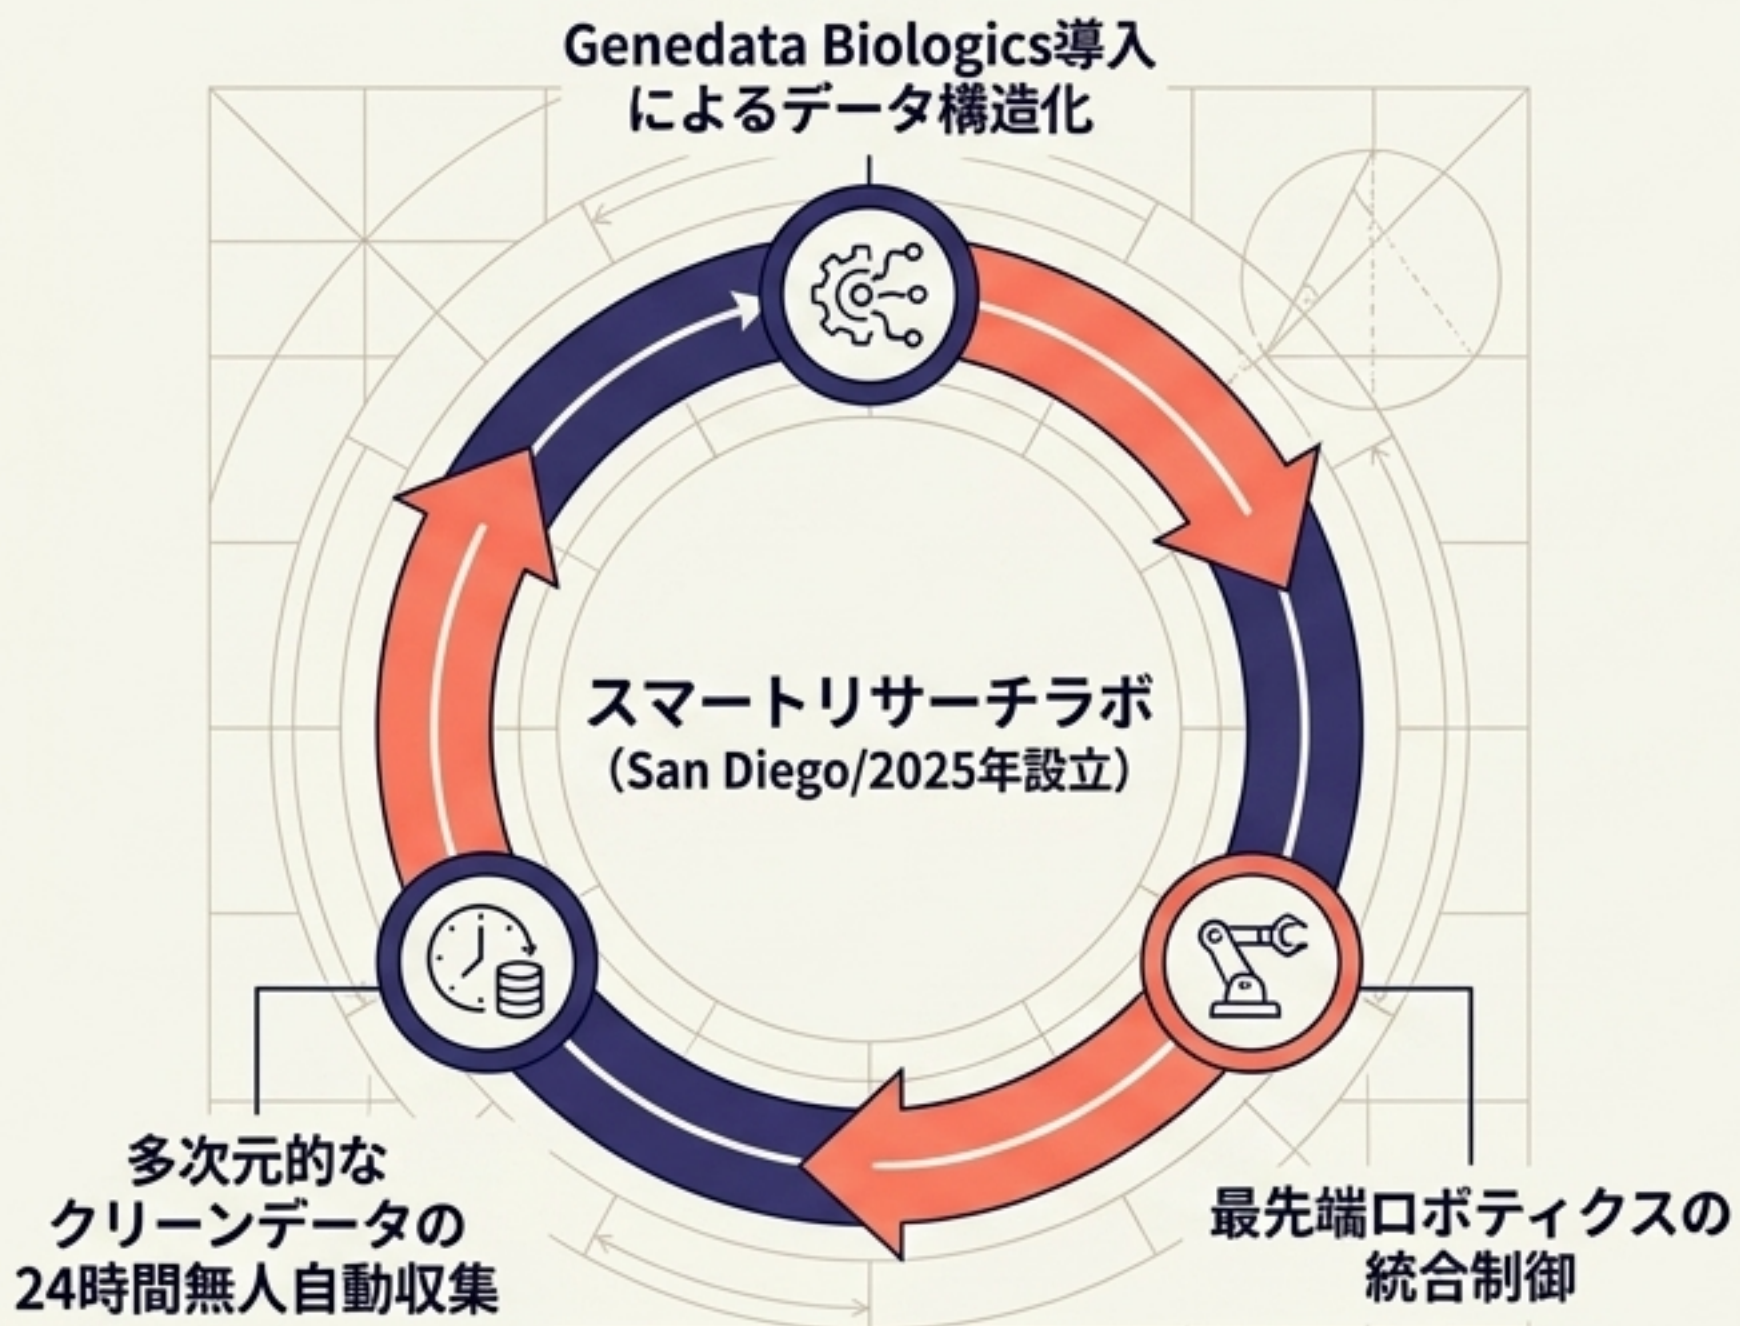 Genedata Biologics導入
によるデータ構造化
スマートリサーチラボ
（San Diego/2025年設立）
多次元的な
クリーンデータの
24時間無人自動収集
最先端ロボティクスの
統合制御